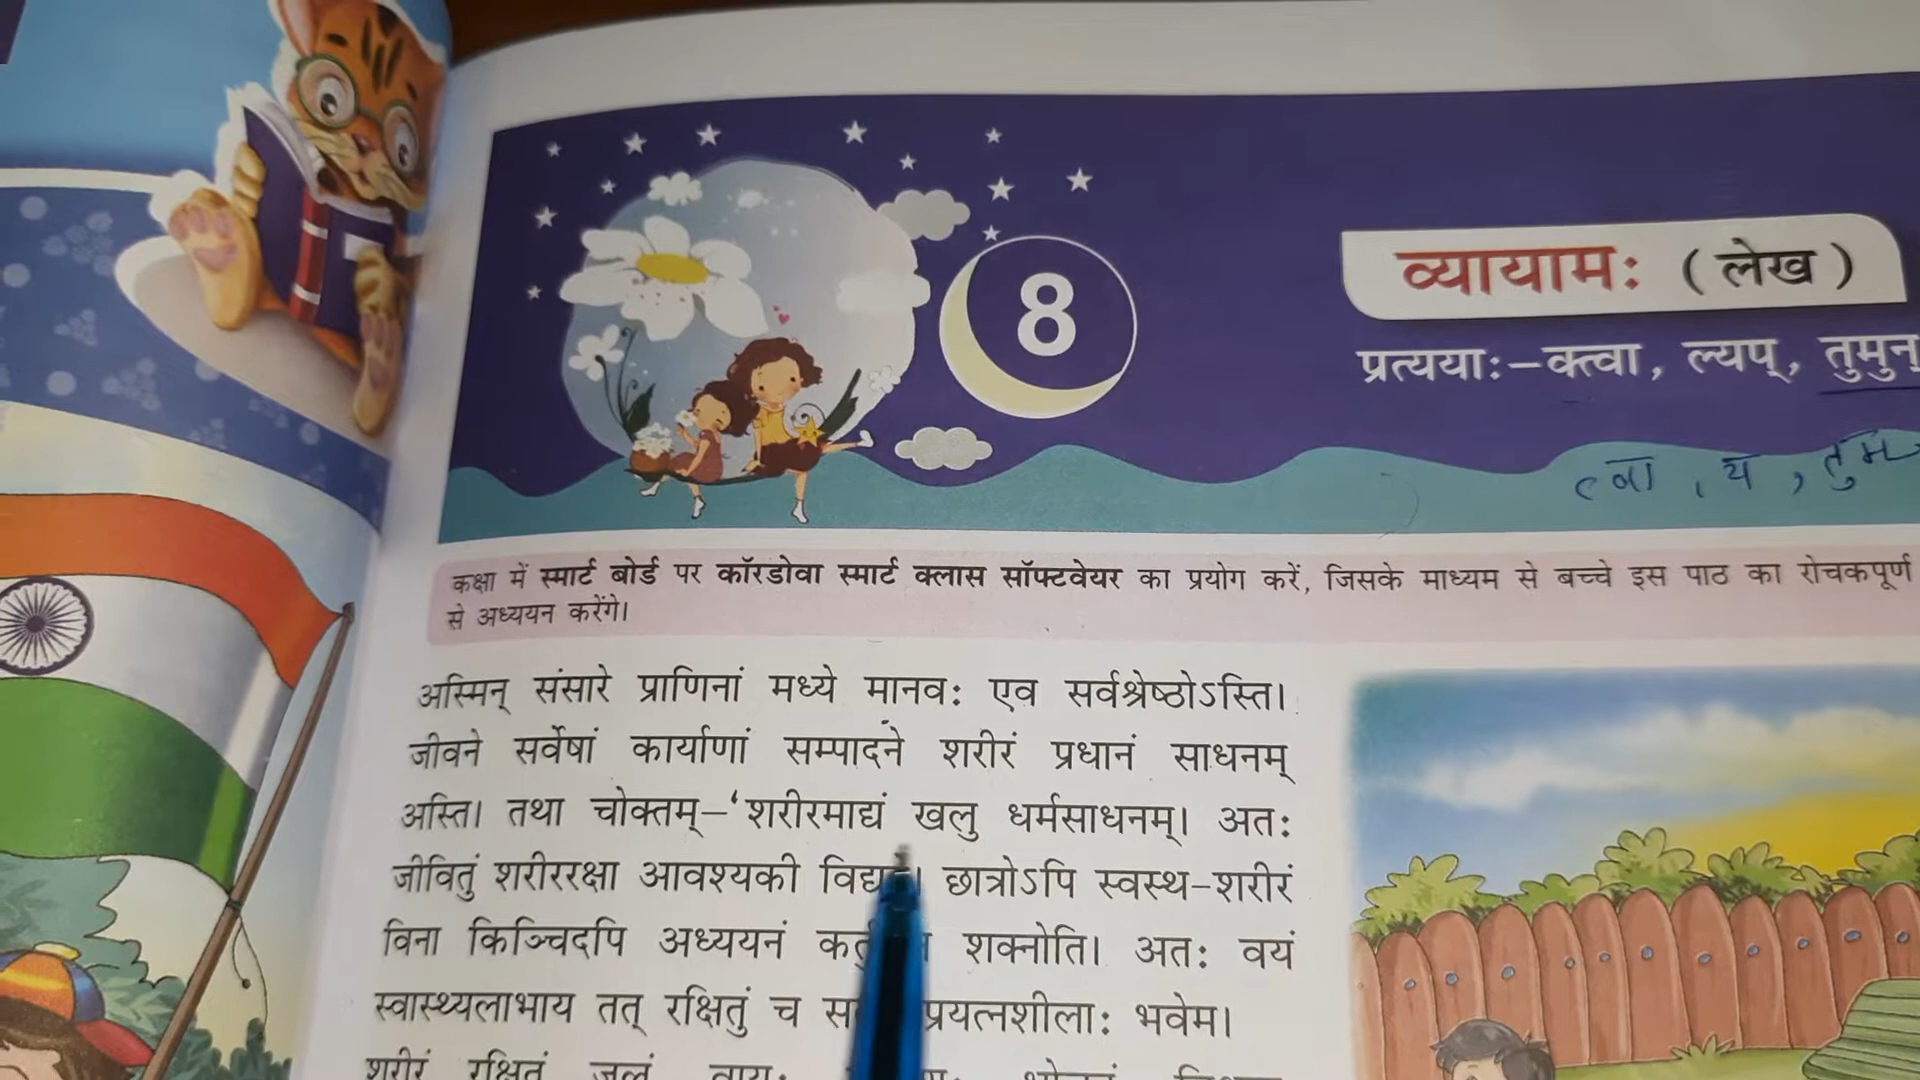 8
व्यायामः (लेख)
प्रत्ययाः-क्त्वा, ल्यप्, तुमुन्
त्वा, य, तुम
कक्षा में स्मार्ट बोर्ड पर कॉरडोवा स्मार्ट क्लास सॉफ्टवेयर का प्रयोग करें, जिसके माध्यम से बच्चे इस पाठ का रोचकपूर्ण
से अध्ययन करेंगे।
अस्मिन् संसारे प्राणिनां मध्ये मानवः एव सर्वश्रेष्ठोऽस्ति।
जीवने सर्वेषां कार्याणां सम्पादने शरीरं प्रधानं साधनम्
अस्ति। तथा चोक्तम्-‘शरीरमाद्यं खलु धर्मसाधनम्। अतः
जीवितुं शरीररक्षा आवश्यकी छात्रोऽपि स्वस्थ-शरीरं
विना किञ्चिदपि अध्ययनं शक्नोति। अतः वयं
स्वास्थ्यलाभाय तत् रक्षितुं च प्रयत्नशीलाः भवेम।
शरीरं रक्षितुं जलं